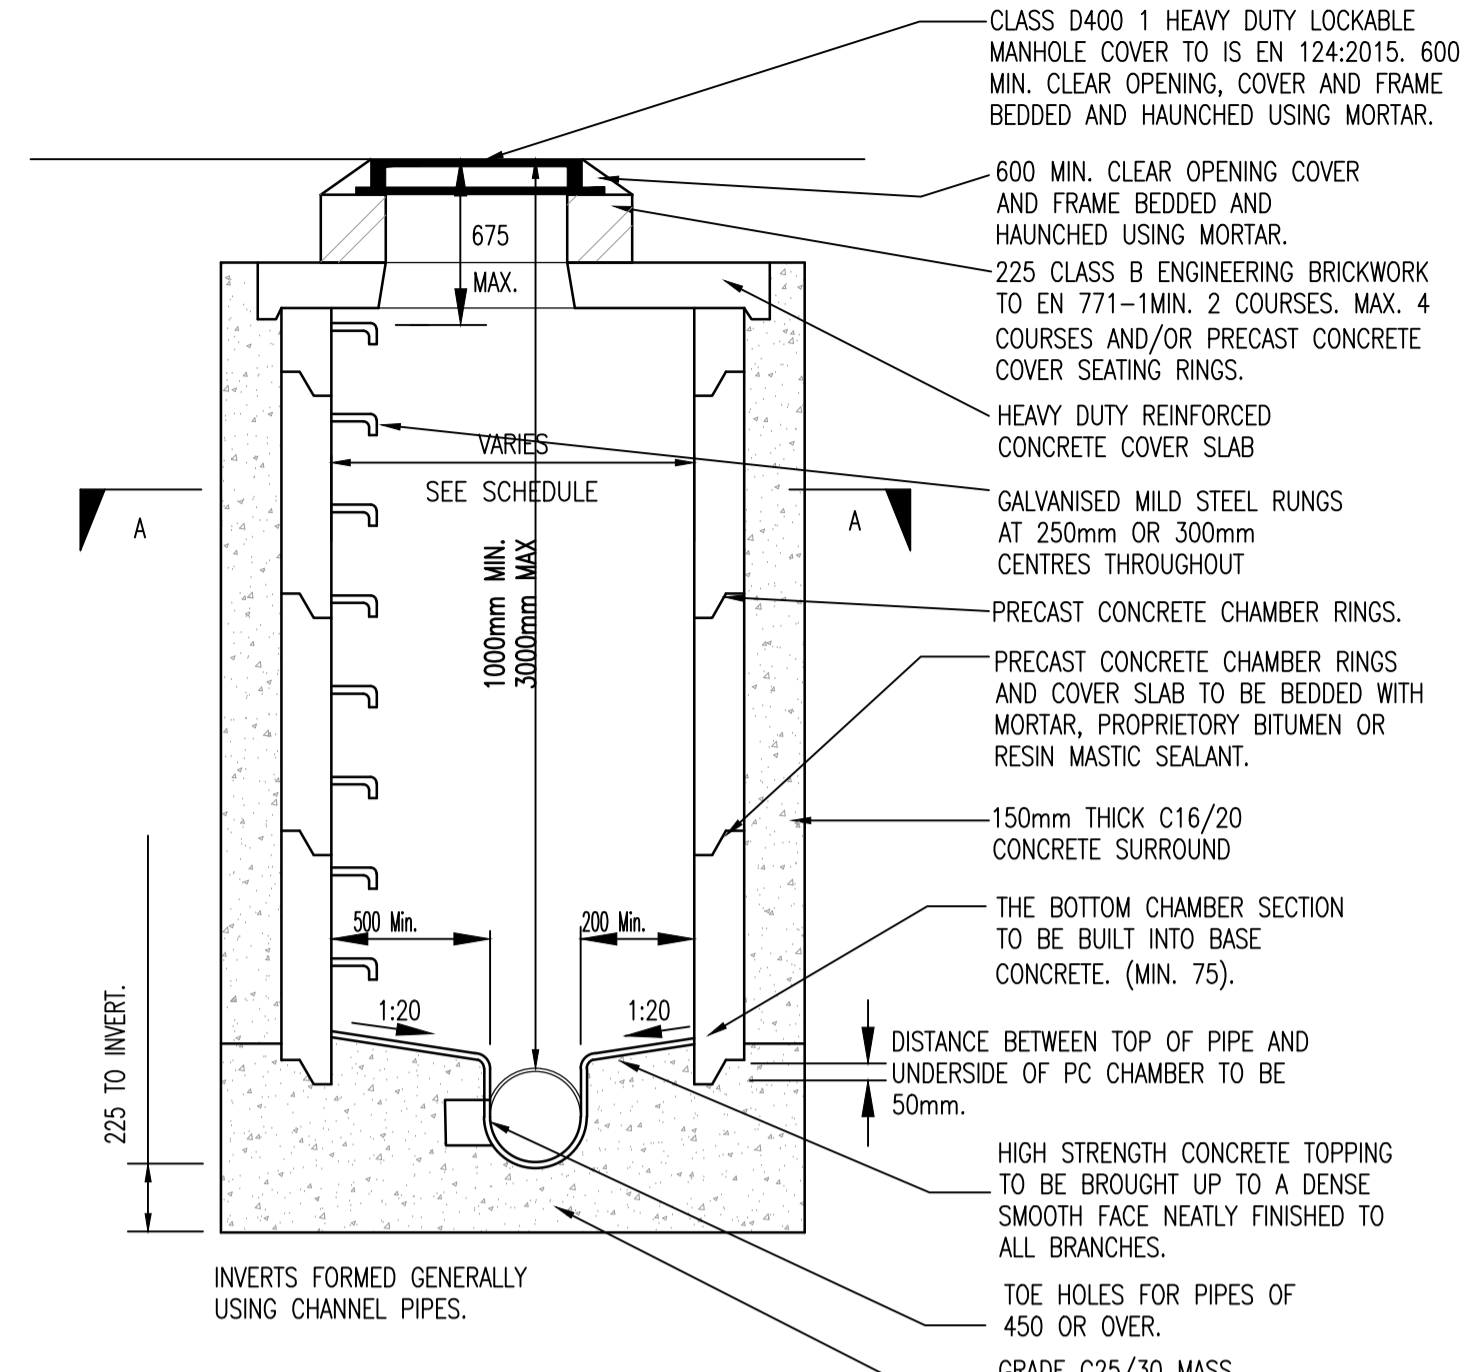 CLASS D400 1 HEAVY DUTY LOCKABLE
MANHOLE COVER TO IS EN 124:2015. 600
MIN. CLEAR OPENING, COVER AND FRAME
BEDDED AND HAUNCHED USING MORTAR.
600 MIN. CLEAR OPENING COVER
AND FRAME BEDDED AND
HAUNCHED USING MORTAR.
225 CLASS B ENGINEERING BRICKWORK
TO EN 771-1MIN. 2 COURSES. MAX. 4
COURSES AND/OR PRECAST CONCRETE
COVER SEATING RINGS.
HEAVY DUTY REINFORCED
CONCRETE COVER SLAB
GALVANISED MILD STEEL RUNGS
AT 250mm OR 300mm
CENTRES THROUGHOUT
PRECAST CONCRETE CHAMBER RINGS.
PRECAST CONCRETE CHAMBER RINGS
AND COVER SLAB TO BE BEDDED WITH
MORTAR, PROPRIETORY BITUMEN OR
RESIN MASTIC SEALANT.
150mm THICK C16/20
CONCRETE SURROUND
THE BOTTOM CHAMBER SECTION
TO BE BUILT INTO BASE
CONCRETE. (MIN. 75).
DISTANCE BETWEEN TOP OF PIPE AND
UNDERSIDE OF PC CHAMBER TO BE
50mm.
HIGH STRENGTH CONCRETE TOPPING
TO BE BROUGHT UP TO A DENSE
SMOOTH FACE NEATLY FINISHED TO
ALL BRANCHES.
TOE HOLES FOR PIPES OF
450 OR OVER.
GRADE C25/30 MASS
675
MAX.
VARIES
SEE SCHEDULE
A
A
1000mm MIN.
3000mm MAX
500 Min.
200 Min.
1:20
1:20
225 TO INVERT.
INVERTS FORMED GENERALLY
USING CHANNEL PIPES.